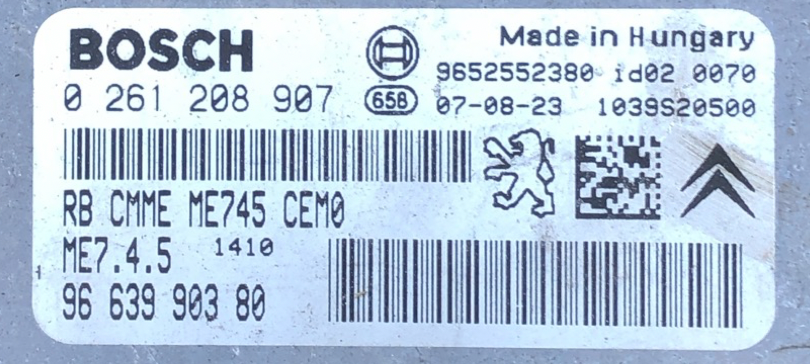 BOSCH
Made in Hungary
9652552380 id02 0070
0 261 208 907
658
07-08-23 1039S20500
RB CMME ME745 CEM0
ME7.4.5 1410
96 639 903 80